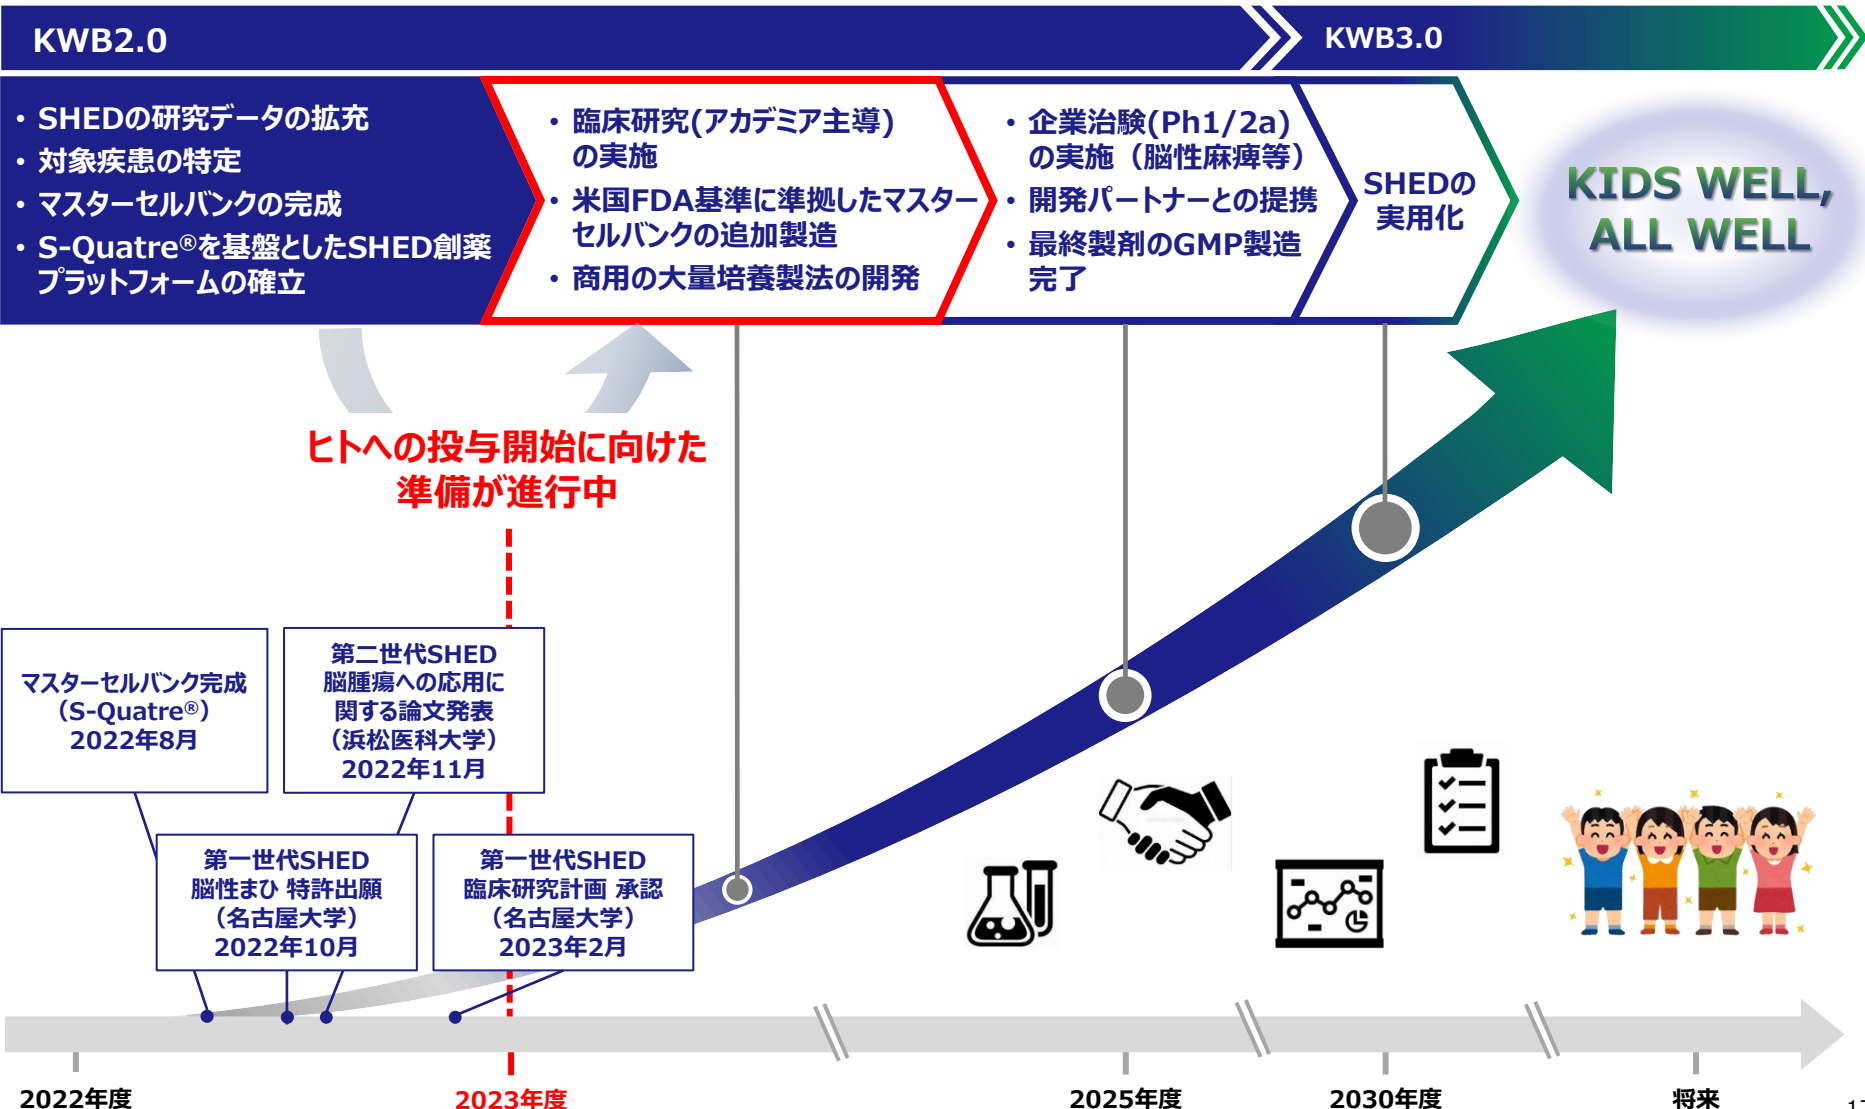 KWB2.0
KWB3.0
・SHEDの研究データの拡充
・対象疾患の特定
・マスターセルバンクの完成
・S-Quatre®を基盤としたSHED創薬
プラットフォームの確立
・臨床研究(アカデミア主導)
の実施
・米国FDA基準に準拠したマスター
セルバンクの追加製造
・商用の大量培養製法の開発
・企業治験(Ph1/2a)
の実施（脳性麻痺等）
・開発パートナーとの提携
・最終製剤のGMP製造
完了
SHEDの
実用化
KIDS WELL,
ALL WELL
ヒトへの投与開始に向けた
準備が進行中
マスターセルバンク完成
（S-Quatre®）
2022年8月
第二世代SHED
脳腫瘍への応用に
関する論文発表
（浜松医科大学）
2022年11月
第一世代SHED
脳性まひ 特許出願
（名古屋大学）
2022年10月
第一世代SHED
臨床研究計画 承認
（名古屋大学）
2023年2月
2022年度
2023年度
2025年度
2030年度
将来